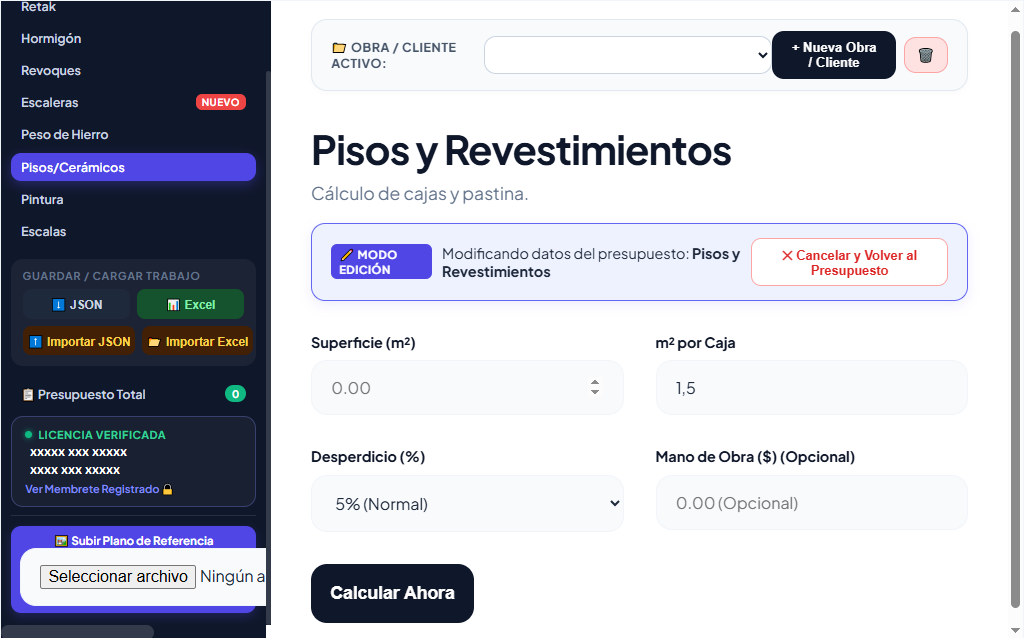 Retak
Hormigón
Revoques
Escaleras NUEVO
Peso de Hierro
Pisos/Cerámicos
Pintura
Escalas
GUARDAR / CARGAR TRABAJO
⬇️ JSON 📊 Excel
⬆️ Importar JSON 📂 Importar Excel
📋 Presupuesto Total 0
LICENCIA VERIFICADA
xxxxx xxx xxxxx
xxxx xxx xxxxx
Ver Membrete Registrado 🔒
🖼️ Subir Plano de Referencia
Seleccionar archivo Ningún a
📁 OBRA / CLIENTE
ACTIVO:
+ Nueva Obra
/ Cliente
Pisos y Revestimientos
Cálculo de cajas y pastina.
✏️ MODO
EDICIÓN
Modificando datos del presupuesto: Pisos y
Revestimientos
❌ Cancelar y Volver al
Presupuesto
Superficie (m²) m² por Caja
0.00 1,5
Desperdicio (%) Mano de Obra ($) (Opcional)
5% (Normal) 0.00 (Opcional)
Calcular Ahora